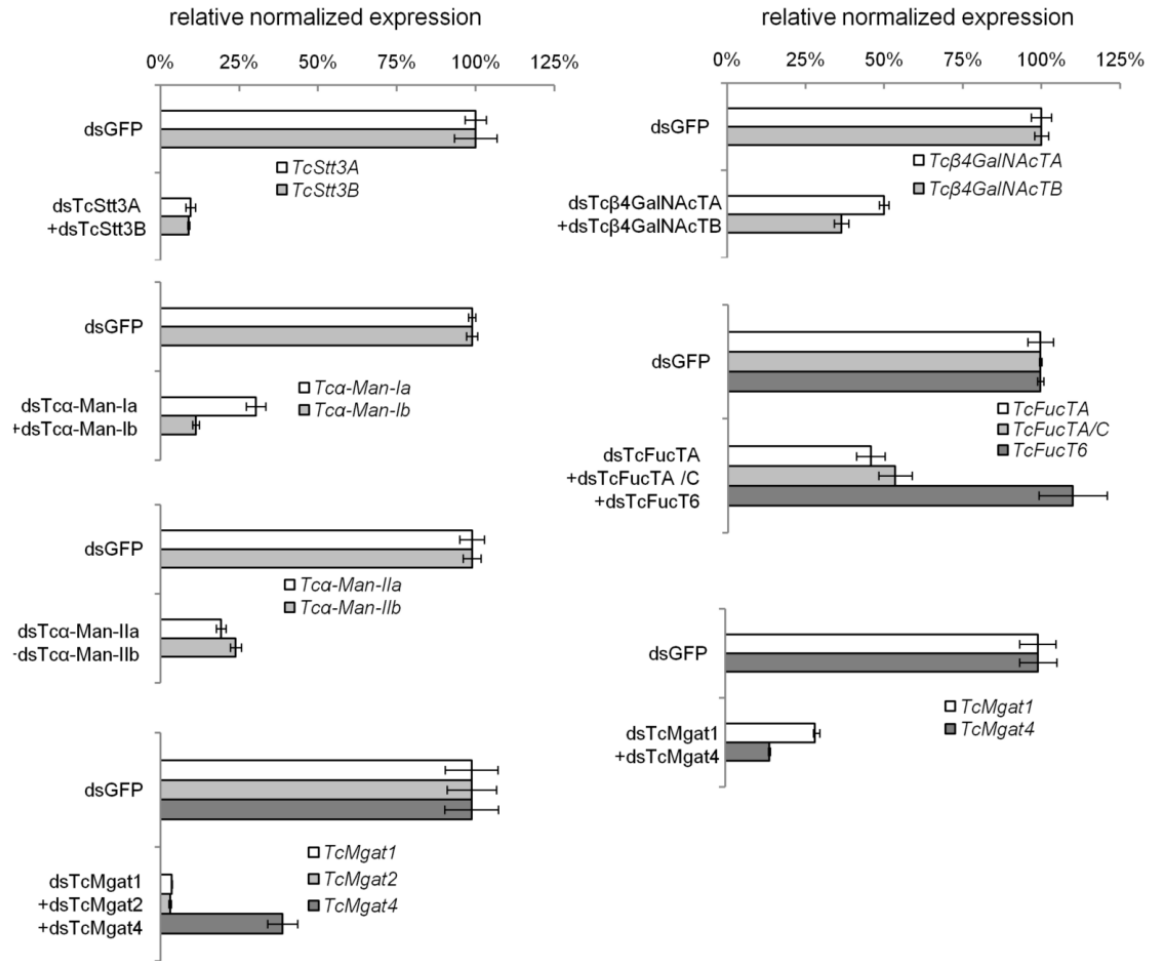 relative normalized expression
0% 25% 50% 75% 100% 125%
dsGFP
TcStt3A
TcStt3B
dsTcStt3A
+dsTcStt3B
dsGFP
Tcα-Man-Ia
Tcα-Man-Ib
dsTcα-Man-Ia
+dsTcα-Man-Ib
dsGFP
Tcα-Man-IIa
Tcα-Man-IIb
dsTcα-Man-IIa
-dsTcα-Man-IIb
dsGFP
TcMgat1
TcMgat2
TcMgat4
dsTcMgat1
+dsTcMgat2
+dsTcMgat4
relative normalized expression
0% 25% 50% 75% 100% 125%
dsGFP
Tcβ4GalNAcTA
Tcβ4GalNAcTB
dsTcβ4GalNAcTA
+dsTcβ4GalNAcTB
dsGFP
TcFucTA
TcFucTA/C
TcFucT6
dsTcFucTA
+dsTcFucTA /C
+dsTcFucT6
dsGFP
TcMgat1
TcMgat4
dsTcMgat1
+dsTcMgat4